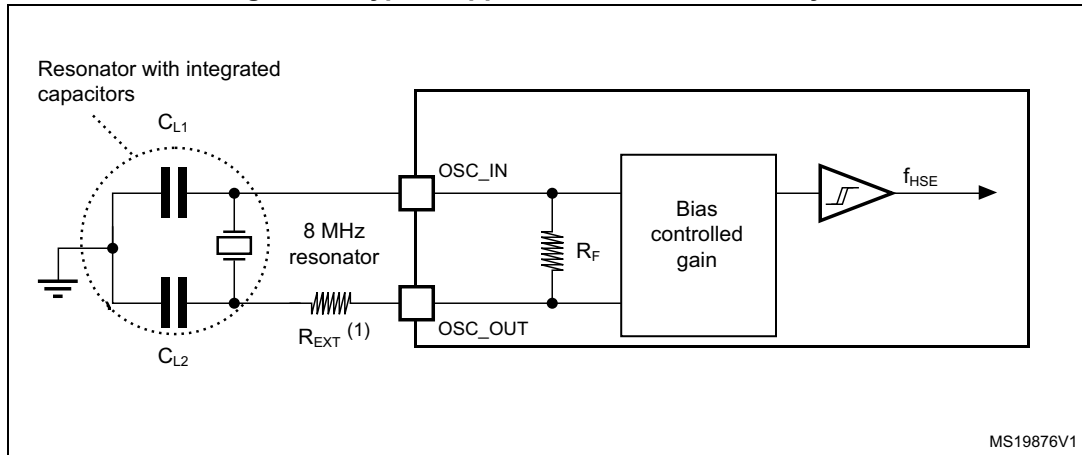 Resonator with integrated
capacitors
C_L1
OSC_IN
8 MHz
resonator
R_F
Bias
controlled
gain
f_HSE
R_EXT (1)
OSC_OUT
C_L2
MS19876V1